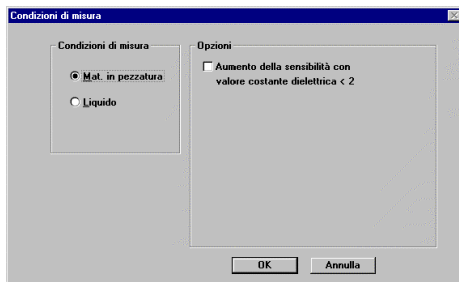 Condizioni di misura
Condizioni di misura
Mat. in pezzatura
Liquido
Opzioni
Aumento della sensibilità con
valore costante dielettrica < 2
OK
Annulla